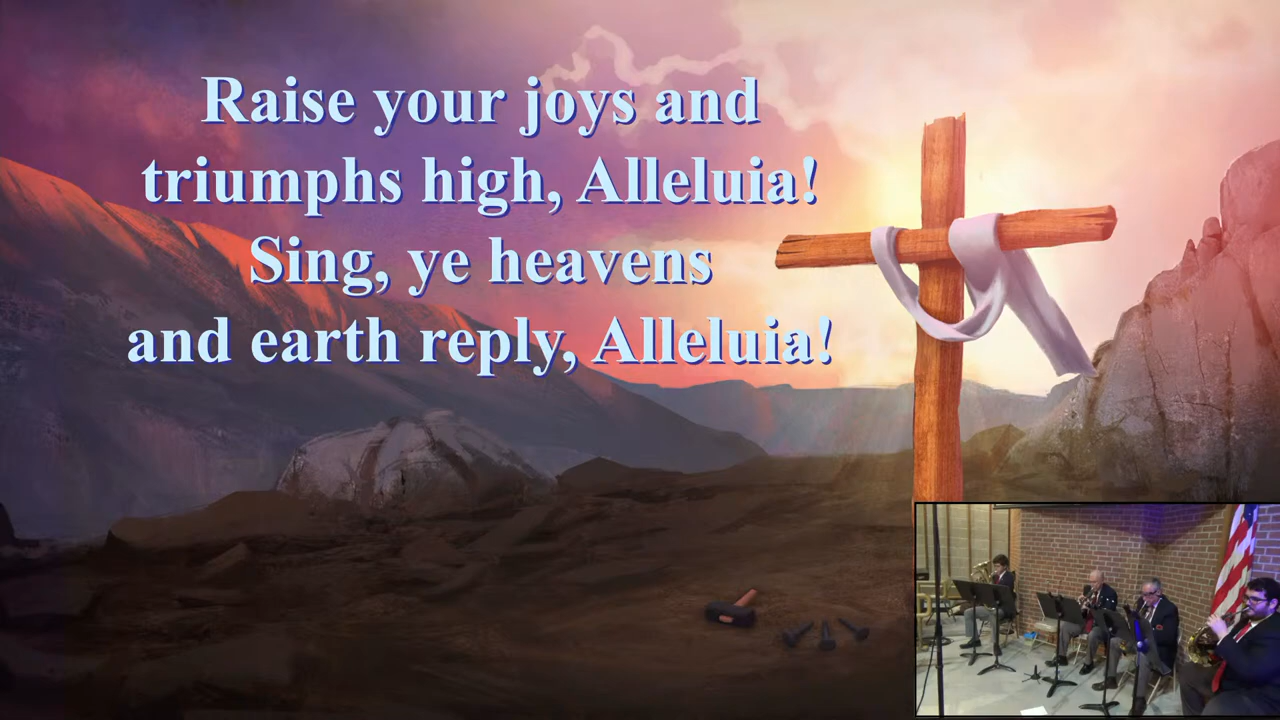 Raise your joys and
triumphs high, Alleluia!
Sing, ye heavens
and earth reply, Alleluia!